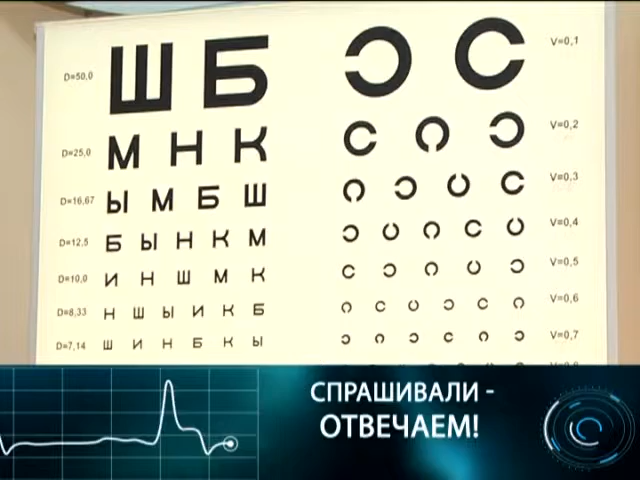 D=50,0 Ш Б V=0,1
D=25,0 М Н К V=0,2
D=16,67 Ы М Б Ш V=0,3
D=12,5 Б Ы Н К М V=0,4
D=10,0 И Н Ш М К V=0,5
D=8,33 Н Ш Ы И К Б V=0,6
D=7,14 Ш И Н Б К Ы V=0,7
СПРАШИВАЛИ -
ОТВЕЧАЕМ!